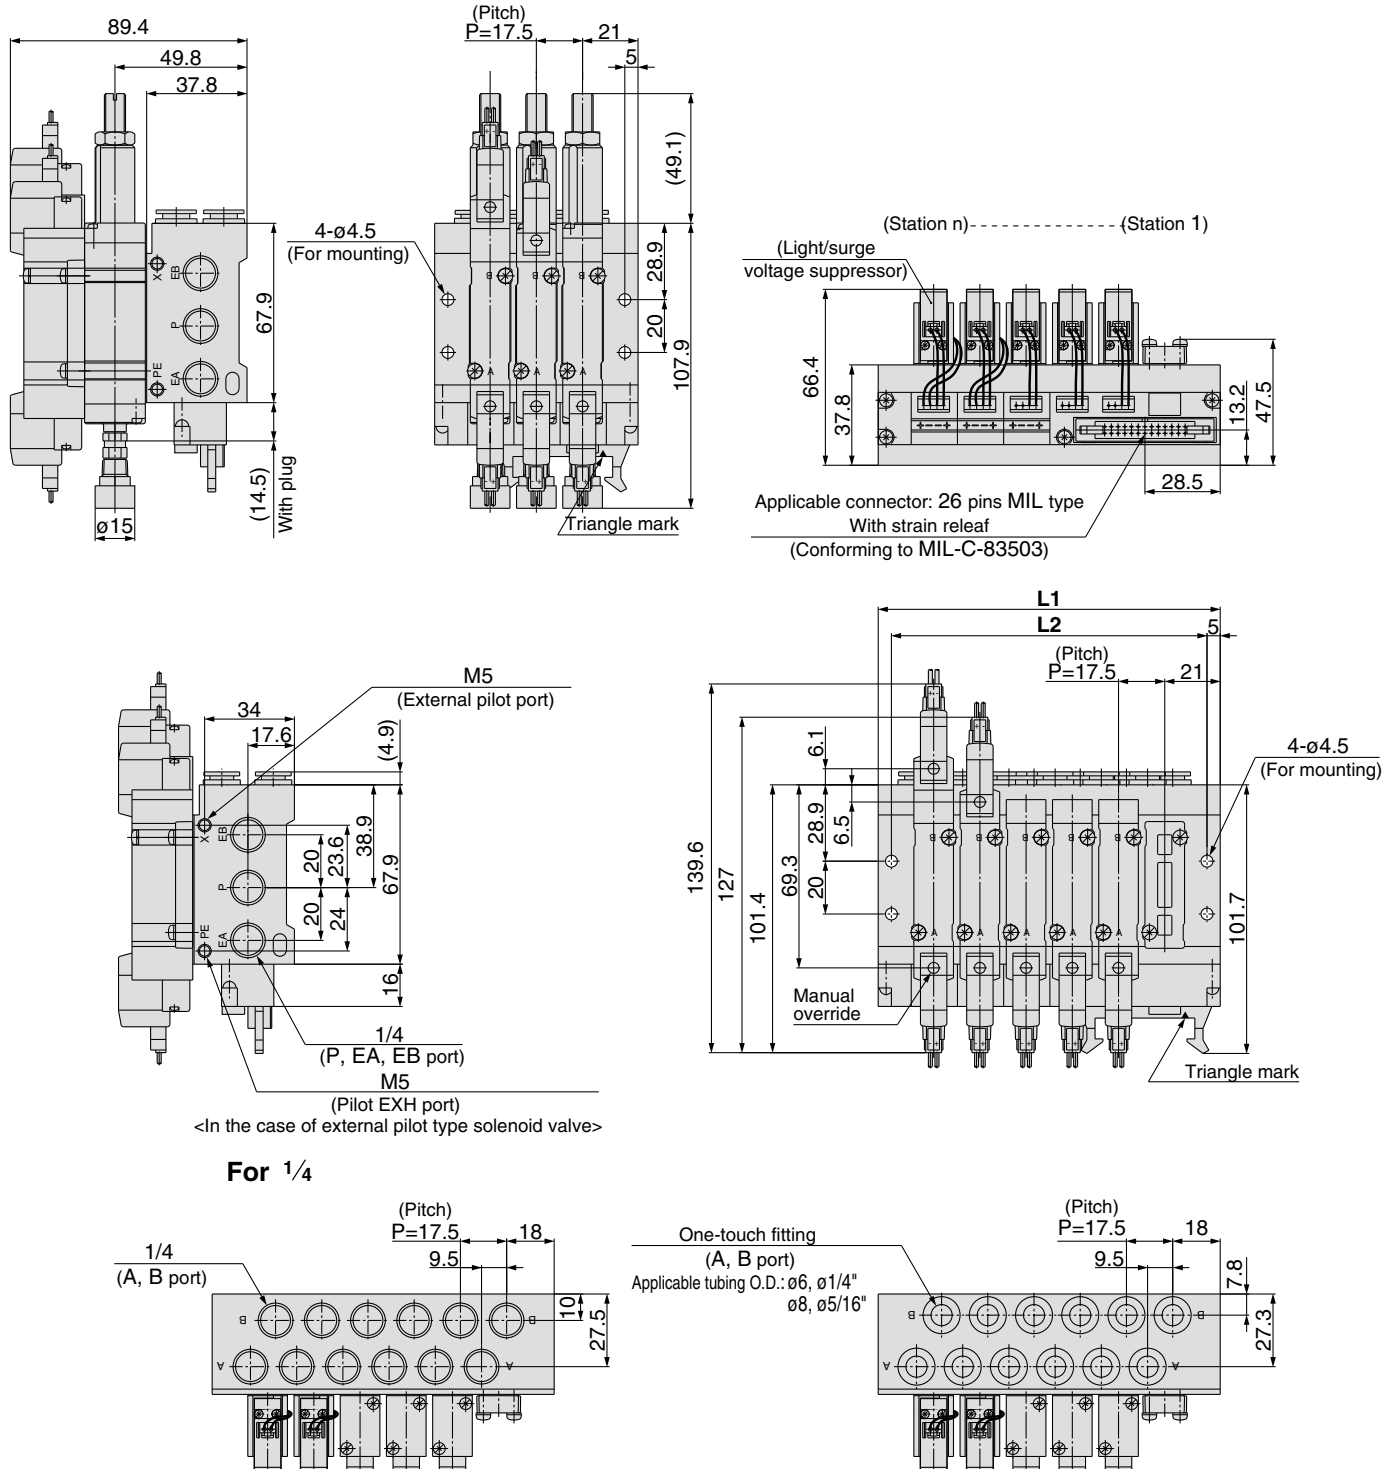 89.4
49.8
37.8
X
EB
P
PE
EA
67.9
(14.5)
With plug
ø15
(Pitch)
P=17.5
21
5
(49.1)
4-ø4.5
(For mounting)
28.9
20
107.9
B
B
B
A
A
A
Triangle mark
(Station n)
(Station 1)
(Light/surge
voltage suppressor)
66.4
37.8
13.2
47.5
28.5
Applicable connector: 26 pins MIL type
With strain releaf
(Conforming to MIL-C-83503)
M5
(External pilot port)
34
17.6
(4.9)
X
EB
P
PE
EA
20
23.6
38.9
67.9
20
24
16
1/4
(P, EA, EB port)
M5
(Pilot EXH port)
<In the case of external pilot type solenoid valve>
L1
L2
5
(Pitch)
P=17.5
21
4-ø4.5
(For mounting)
6.1
28.9
6.5
139.6
127
101.4
69.3
20
101.7
B
B
B
B
B
A
A
A
A
A
Manual
override
Triangle mark
For 1/4
(Pitch)
P=17.5
18
9.5
1/4
(A, B port)
10
27.5
B
B
A
A
(Pitch)
P=17.5
18
9.5
One-touch fitting
(A, B port)
Applicable tubing O.D.: ø6, ø1/4"
ø8, ø5/16"
7.8
27.3
B
B
A
A